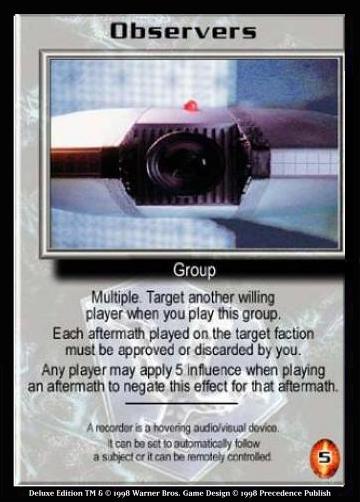 Observers
Group
Multiple. Target another willing
player when you play this group.
Each aftermath played on the target faction
must be approved or discarded by you.
Any player may apply 5 influence when playing
an aftermath to negate this effect for that aftermath.
A recorder is a hovering audio/visual device.
It can be set to automatically follow
a subject or it can be remotely controlled.
5
Deluxe Edition TM & © 1998 Warner Bros. Game Design © 1998 Precedence Publish